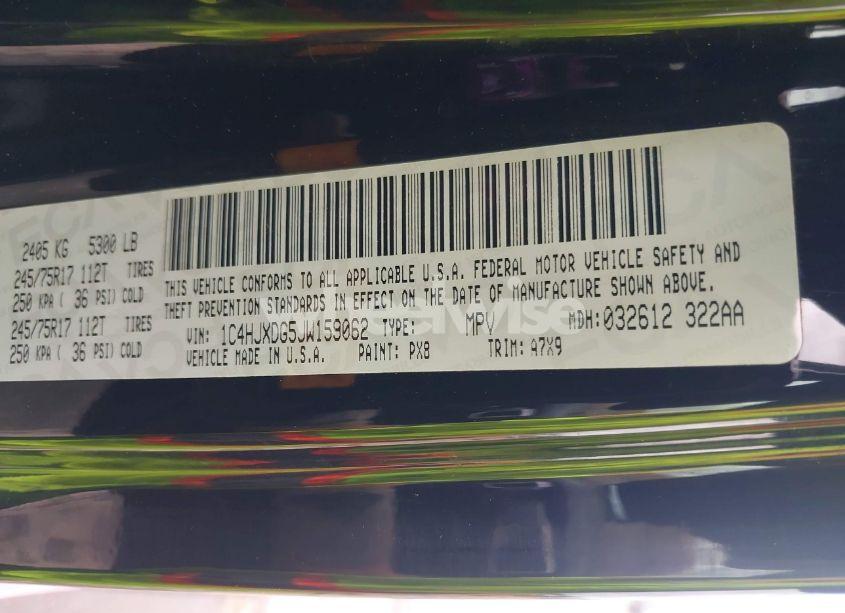 2405 KG 5300 LB
245/75R17 112T TIRES
250 KPA ( 36 PSI) COLD
245/75R17 112T TIRES
250 KPA ( 36 PSI) COLD
THIS VEHICLE CONFORMS TO ALL APPLICABLE U.S.A. FEDERAL MOTOR VEHICLE SAFETY AND
THEFT PREVENTION STANDARDS IN EFFECT ON THE DATE OF MANUFACTURE SHOWN ABOVE.
VIN: 1C4HJXDG5JW159062 TYPE: MPV MDH:032612 322AA
VEHICLE MADE IN U.S.A. PAINT: PX8 TRIM: A7X9